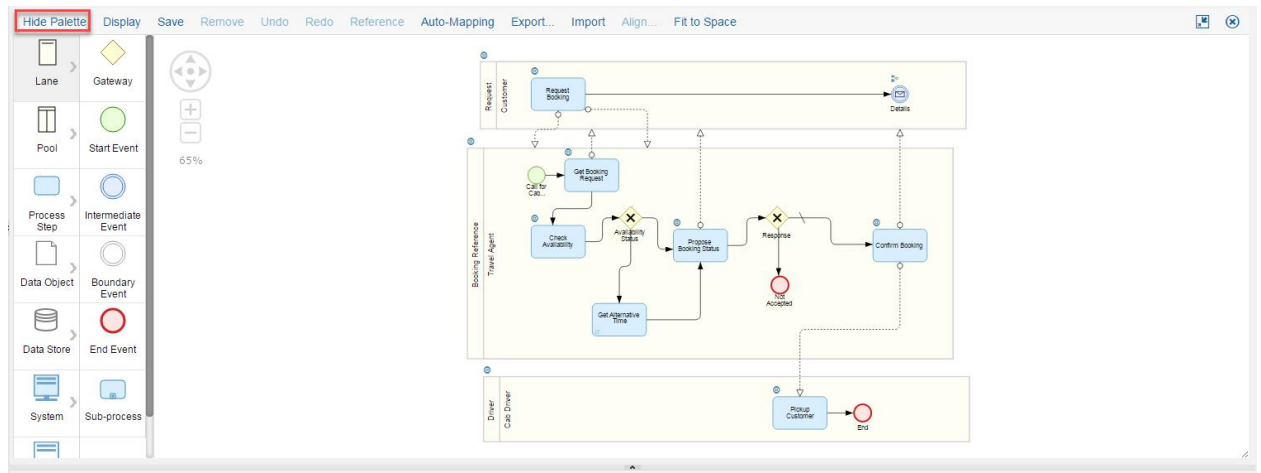 Hide Palette Display Save Remove Undo Redo Reference Auto-Mapping Export... Import Align... Fit to Space
Lane
Gateway
Pool
Start Event
Process
Step
Intermediate
Event
Data Object
Boundary
Event
Data Store
End Event
System
Sub-process
65%
Request
Customer
Request
Booking
Details
Booking Reference
Travel Agent
Call for
Cab...
Get Booking
Request
Check
Availability
Availability
Status
Propose
Booking Status
Response
Confirm Booking
Get Alternative
Time
Not
Accepted
Driver
Cab Driver
Pickup
Customer
End